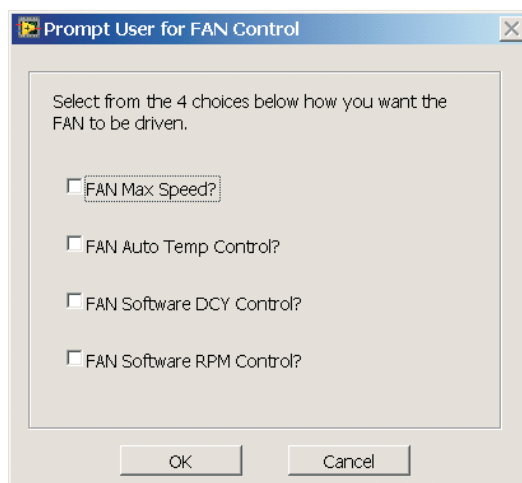 Prompt User for FAN Control
Select from the 4 choices below how you want the
FAN to be driven.
FAN Max Speed?
FAN Auto Temp Control?
FAN Software DCY Control?
FAN Software RPM Control?
OK
Cancel